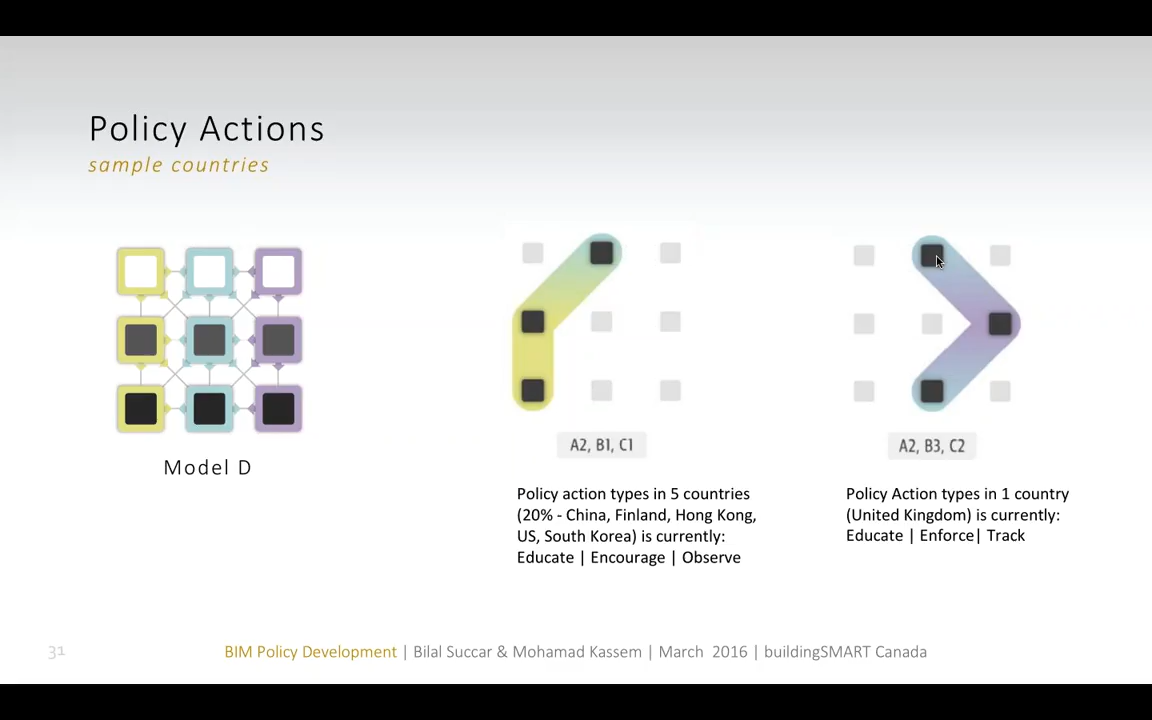 Policy Actions
sample countries
Model D
A2, B1, C1
Policy action types in 5 countries
(20% - China, Finland, Hong Kong,
US, South Korea) is currently:
Educate | Encourage | Observe
A2, B3, C2
Policy Action types in 1 country
(United Kingdom) is currently:
Educate | Enforce| Track
31
BIM Policy Development | Bilal Succar & Mohamad Kassem | March 2016 | buildingSMART Canada